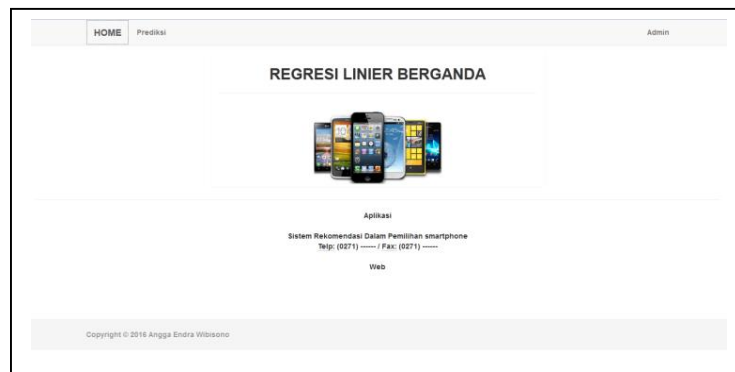 HOME Prediksi Admin
REGRESI LINIER BERGANDA
Aplikasi
Sistem Rekomendasi Dalam Pemilihan smartphone
Telp: (0271) ------ / Fax: (0271) ------
Web
Copyright © 2016 Angga Endra Wibisono